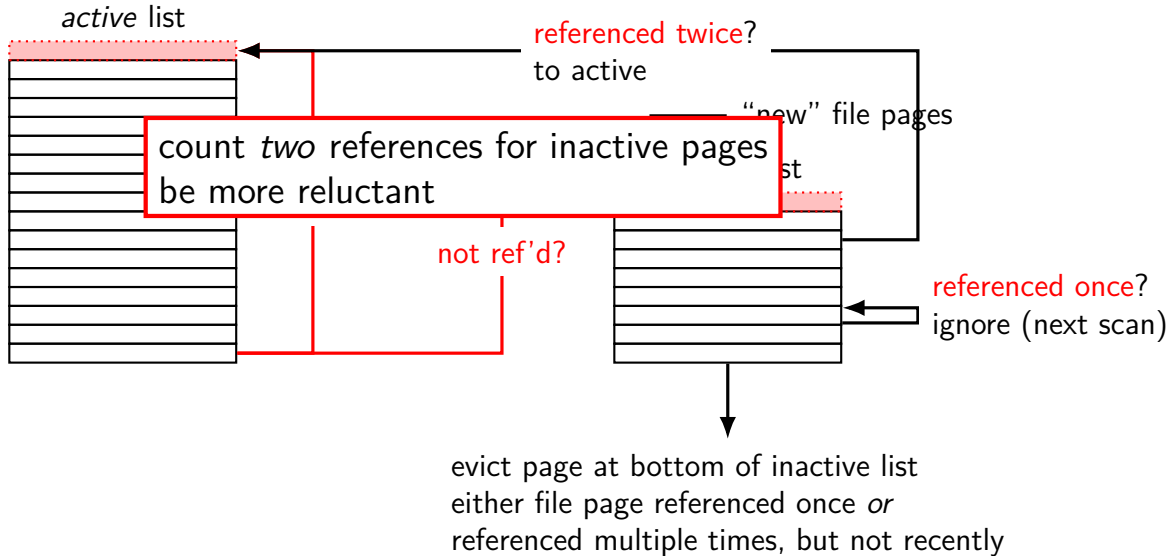 active list
referenced twice?
to active
“new” file pages
count two references for inactive pages
be more reluctant
st
not ref’d?
referenced once?
ignore (next scan)
evict page at bottom of inactive list
either file page referenced once or
referenced multiple times, but not recently